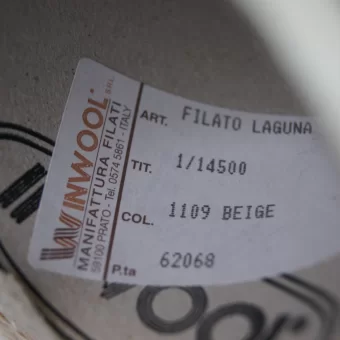 WINWOOL S.R.L.
MANIFATTURA FILATI
59100 PRATO - Tel. 0574 5861 - ITALY
ART. FILATO LAGUNA
TIT. 1/14500
COL. 1109 BEIGE
P.ta 62068